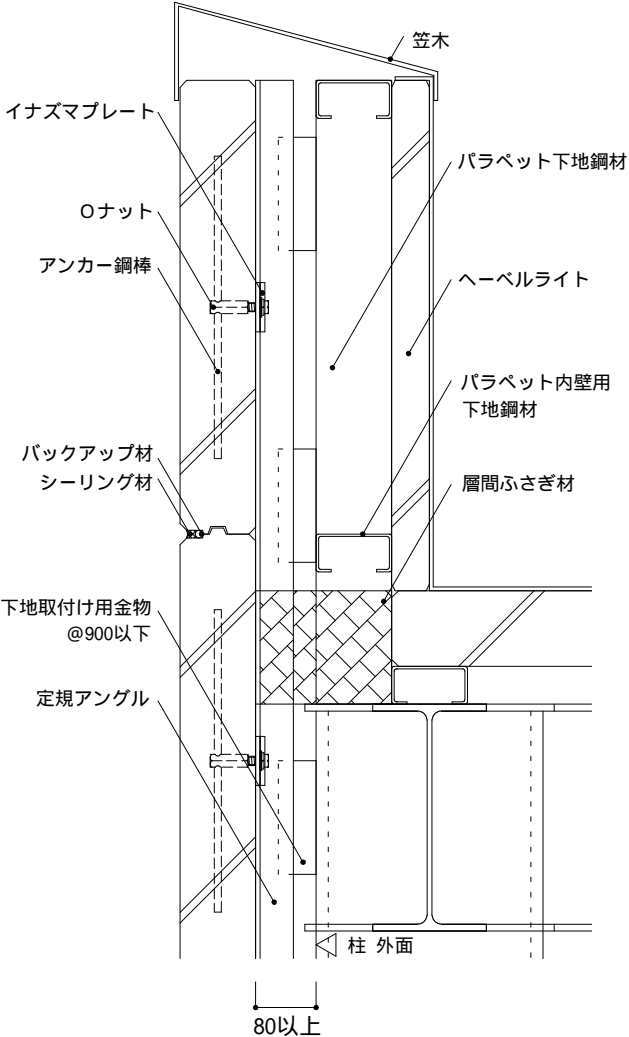 笠木
イナズマプレート
パラペット下地鋼材
Oナット
アンカー鋼棒
ヘーベルライト
パラペット内壁用
下地鋼材
バックアップ材
シーリング材
層間ふさぎ材
下地取付け用金物
@900以下
定規アングル
柱 外面
80以上